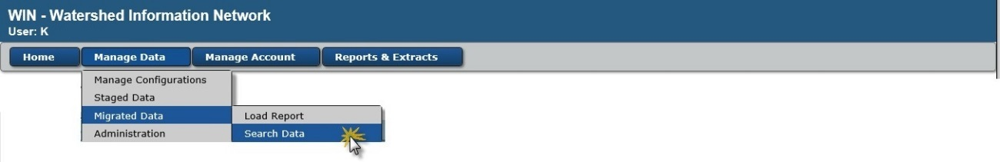 WIN - Watershed Information Network
User: K
Home Manage Data Manage Account Reports & Extracts
Manage Configurations
Staged Data
Migrated Data Load Report
Administration Search Data